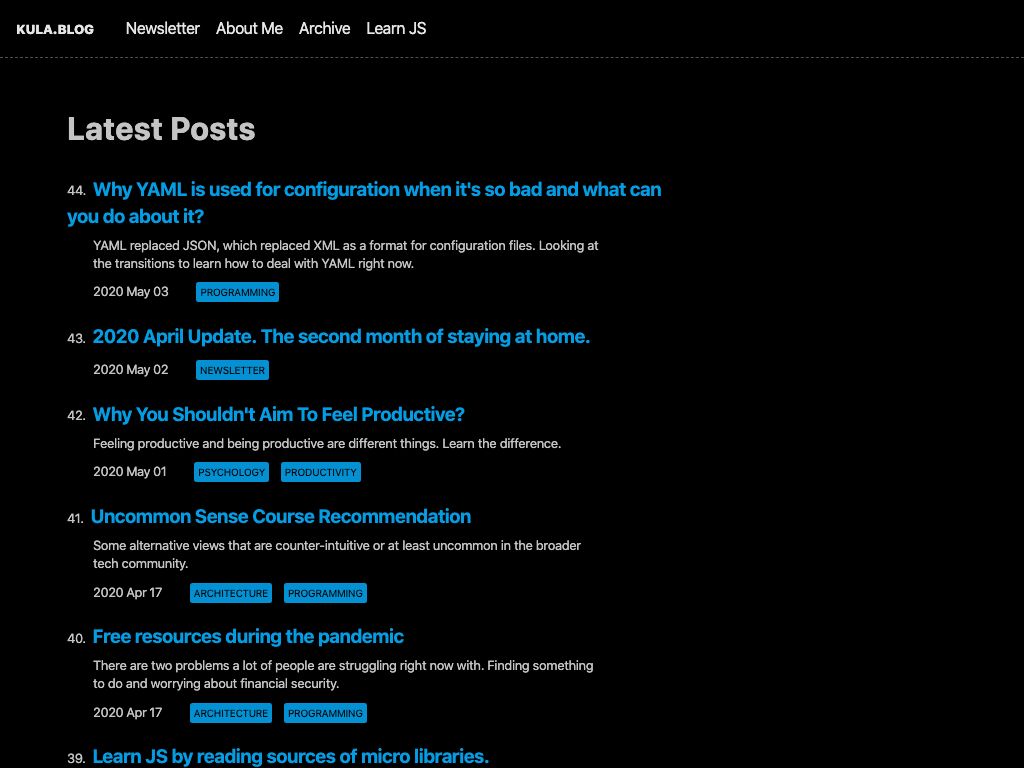 KULA.BLOG Newsletter About Me Archive Learn JS
Latest Posts
44. Why YAML is used for configuration when it's so bad and what can
you do about it?
YAML replaced JSON, which replaced XML as a format for configuration files. Looking at
the transitions to learn how to deal with YAML right now.
2020 May 03 PROGRAMMING
43. 2020 April Update. The second month of staying at home.
2020 May 02 NEWSLETTER
42. Why You Shouldn't Aim To Feel Productive?
Feeling productive and being productive are different things. Learn the difference.
2020 May 01 PSYCHOLOGY PRODUCTIVITY
41. Uncommon Sense Course Recommendation
Some alternative views that are counter-intuitive or at least uncommon in the broader
tech community.
2020 Apr 17 ARCHITECTURE PROGRAMMING
40. Free resources during the pandemic
There are two problems a lot of people are struggling right now with. Finding something
to do and worrying about financial security.
2020 Apr 17 ARCHITECTURE PROGRAMMING
39. Learn JS by reading sources of micro libraries.